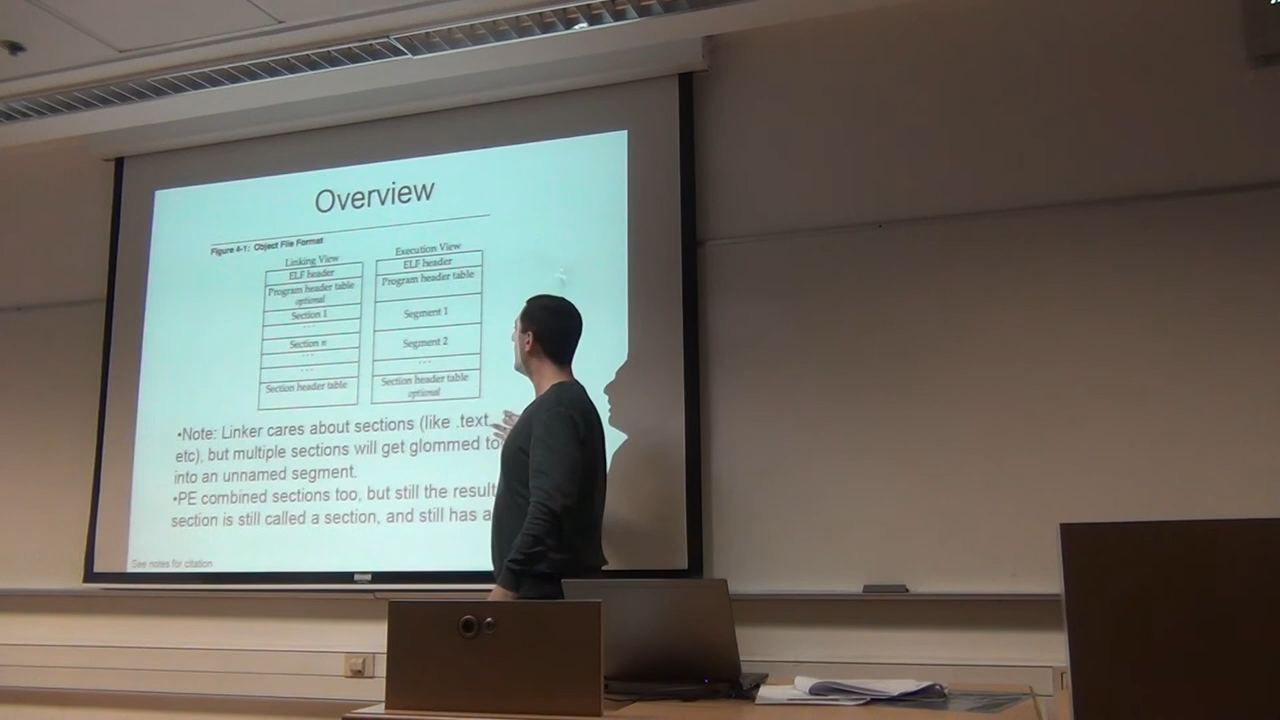 Overview
Figure 4-1: Object File Format
Linking View
ELF header
Program header table
optional
Section 1
. . .
Section n
. . .
. . .
Section header table
Execution View
ELF header
Program header table
Segment 1
Segment 2
. . .
Section header table
optional
•Note: Linker cares about sections (like .text
etc), but multiple sections will get glommed to
into an unnamed segment.
•PE combined sections too, but still the result
section is still called a section, and still has a
See notes for citation